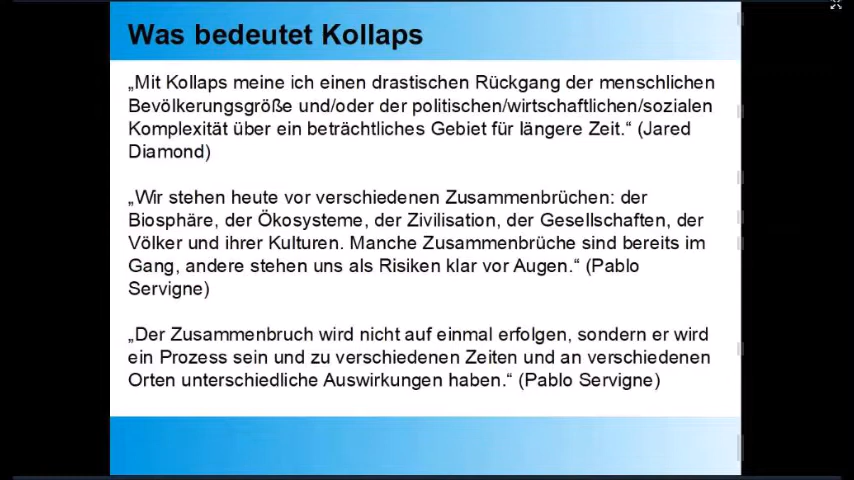 Was bedeutet Kollaps
„Mit Kollaps meine ich einen drastischen Rückgang der menschlichen
Bevölkerungsgröße und/oder der politischen/wirtschaftlichen/sozialen
Komplexität über ein beträchtliches Gebiet für längere Zeit.“ (Jared
Diamond)
„Wir stehen heute vor verschiedenen Zusammenbrüchen: der
Biosphäre, der Ökosysteme, der Zivilisation, der Gesellschaften, der
Völker und ihrer Kulturen. Manche Zusammenbrüche sind bereits im
Gang, andere stehen uns als Risiken klar vor Augen.“ (Pablo
Servigne)
„Der Zusammenbruch wird nicht auf einmal erfolgen, sondern er wird
ein Prozess sein und zu verschiedenen Zeiten und an verschiedenen
Orten unterschiedliche Auswirkungen haben.“ (Pablo Servigne)